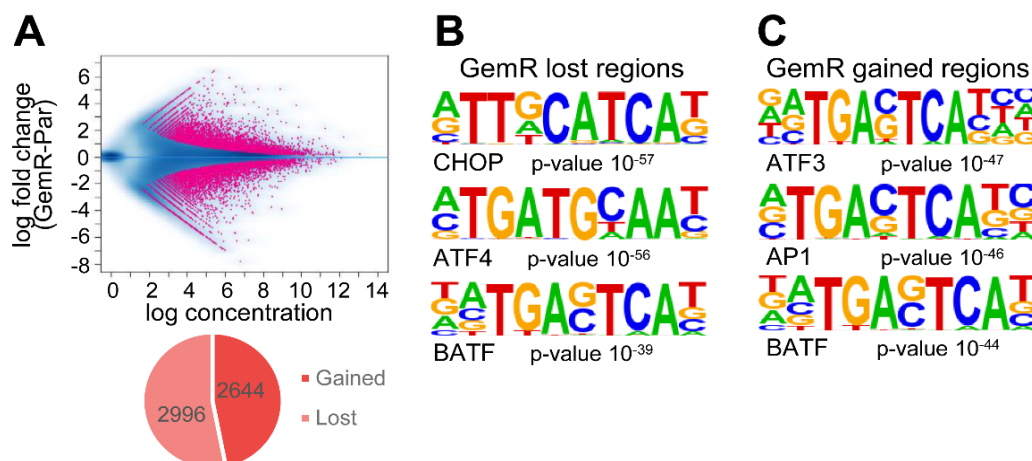 A
log fold change
(GemR-Par)
6
4
2
0
-2
-4
-6
-8
0 2 4 6 8 10 12 14
log concentration
2996
2644
Gained
Lost
B
GemR lost regions
CHOP p-value 10⁻⁵⁷
ATF4 p-value 10⁻⁵⁶
BATF p-value 10⁻³⁹
C
GemR gained regions
ATF3 p-value 10⁻⁴⁷
AP1 p-value 10⁻⁴⁶
BATF p-value 10⁻⁴⁴